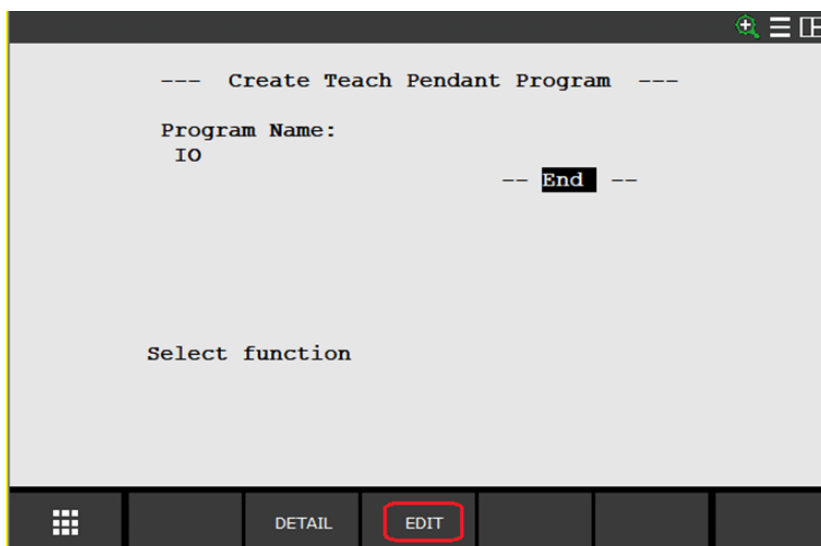 --- Create Teach Pendant Program ---
Program Name:
IO
-- End --
Select function
DETAIL EDIT